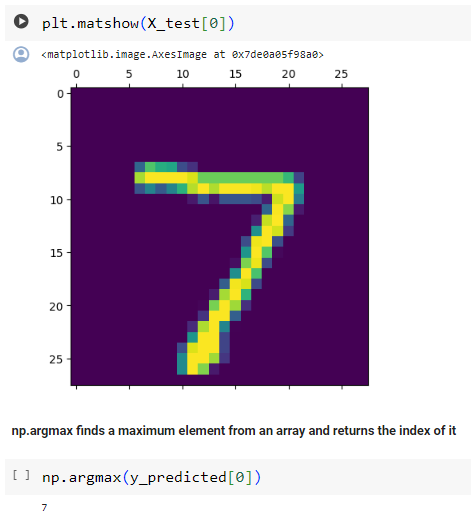 plt.matshow(X_test[0])
<matplotlib.image.AxesImage at 0x7de0a05f98a0>
0 5 10 15 20 25
0
5
10
15
20
25
np.argmax finds a maximum element from an array and returns the index of it
[ ] np.argmax(y_predicted[0])
7